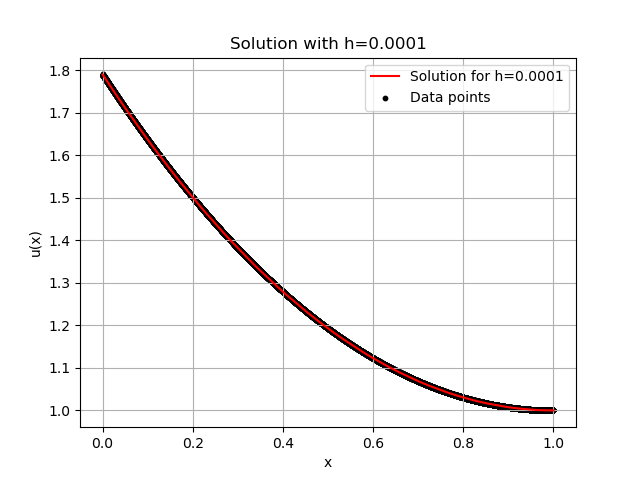 Solution with h=0.0001
Solution for h=0.0001
Data points
1.8
1.7
1.6
1.5
1.4
1.3
1.2
1.1
1.0
u(x)
0.0 0.2 0.4 0.6 0.8 1.0
x